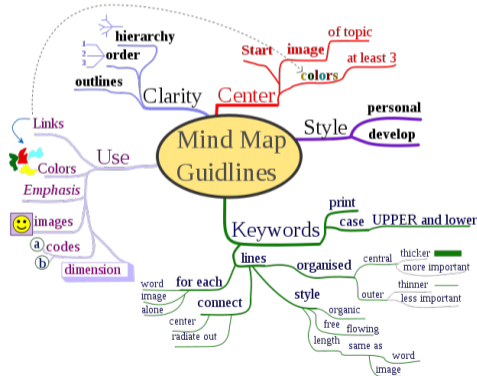 Mind Map
Guidlines
Clarity
hierarchy
1
2
3
order
outlines
Center
Start
image
of topic
colors
at least 3
Style
personal
develop
Use
Links
Colors
Emphasis
images
a
b
codes
dimension
Keywords
print
case
UPPER and lower
lines
organised
central
thicker
more important
outer
thinner
less important
style
organic
free
flowing
length
same as
word
image
for each
word
image
alone
connect
center
radiate out